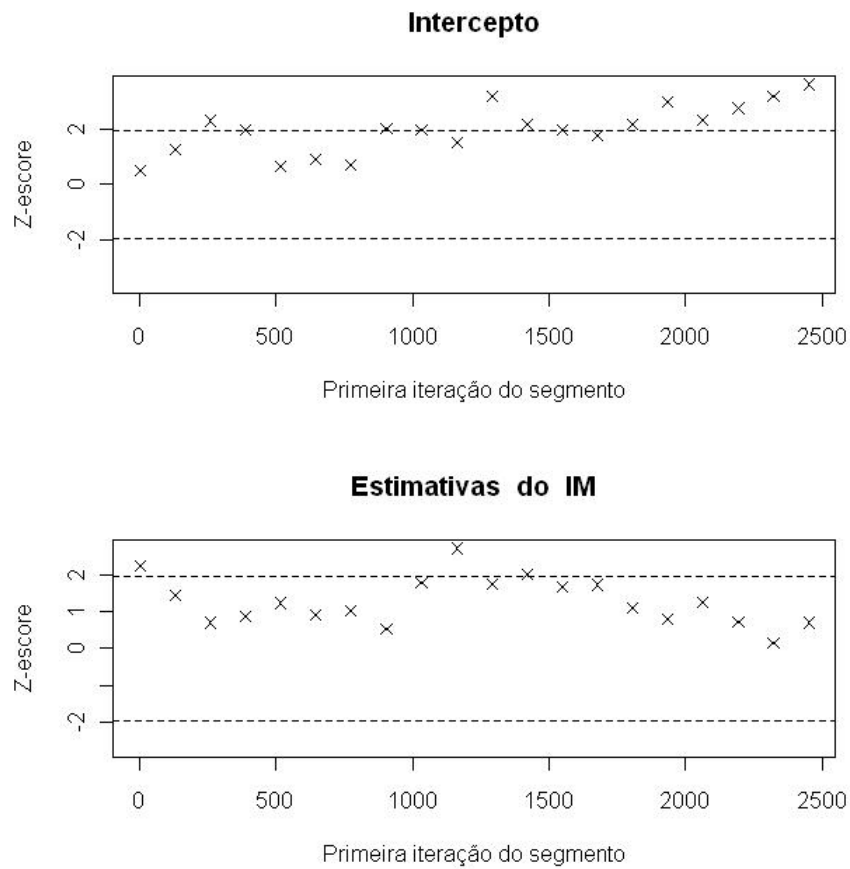 Intercepto
Z-escore
2
0
-2
0 500 1000 1500 2000 2500
Primeira iteração do segmento
Estimativas do IM
Z-escore
2
1
0
-2
0 500 1000 1500 2000 2500
Primeira iteração do segmento